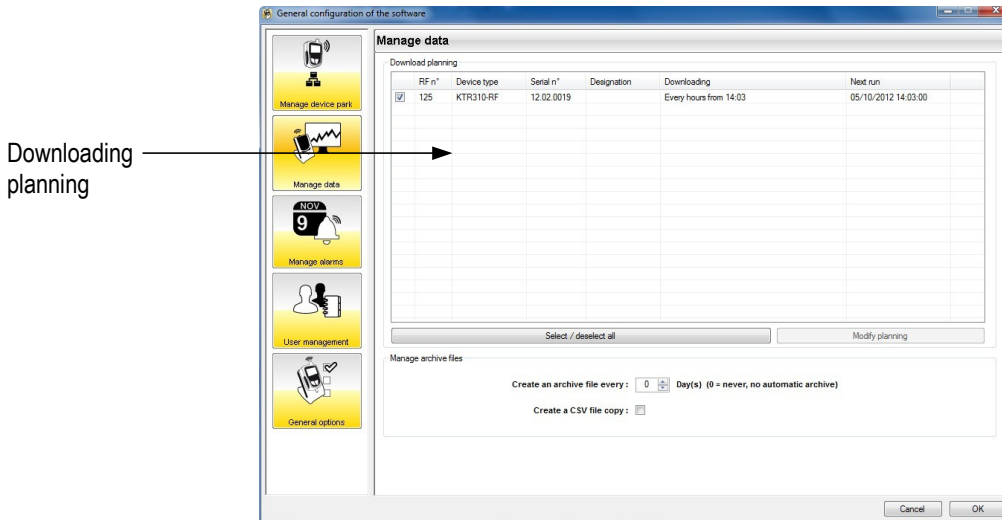 General configuration of the software
Manage device park
Manage data
NOV
9
Manage alarms
User management
General options
Downloading
planning
Manage data
Download planning
RF n° Device type Serial n° Designation Downloading Next run
125 KTR310-RF 12.02.0019 Every hours from 14:03 05/10/2012 14:03:00
Select / deselect all Modify planning
Manage archive files
Create an archive file every : 0 Day(s) (0 = never, no automatic archive)
Create a CSV file copy :
Cancel OK